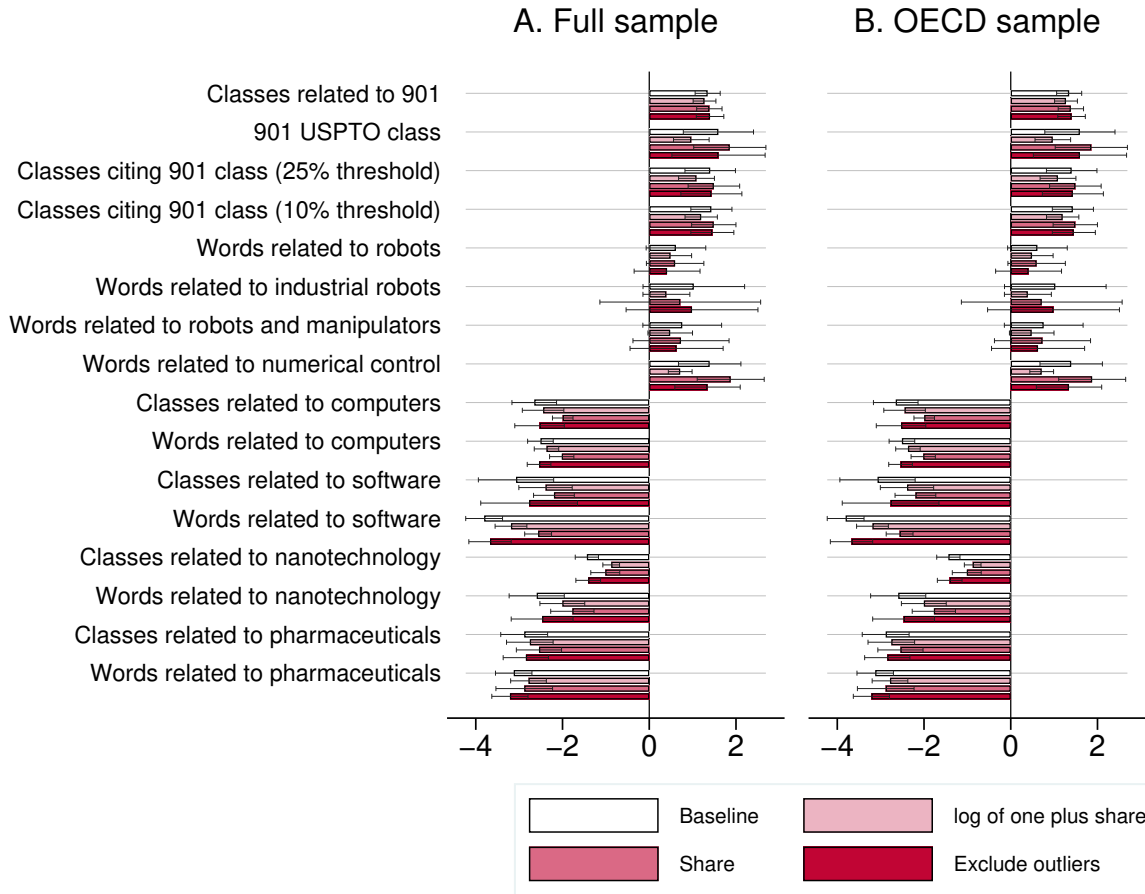 A. Full sample
B. OECD sample
Classes related to 901
901 USPTO class
Classes citing 901 class (25% threshold)
Classes citing 901 class (10% threshold)
Words related to robots
Words related to industrial robots
Words related to robots and manipulators
Words related to numerical control
Classes related to computers
Words related to computers
Classes related to software
Words related to software
Classes related to nanotechnology
Words related to nanotechnology
Classes related to pharmaceuticals
Words related to pharmaceuticals
−4 −2 0 2
−4 −2 0 2
Baseline
log of one plus share
Share
Exclude outliers